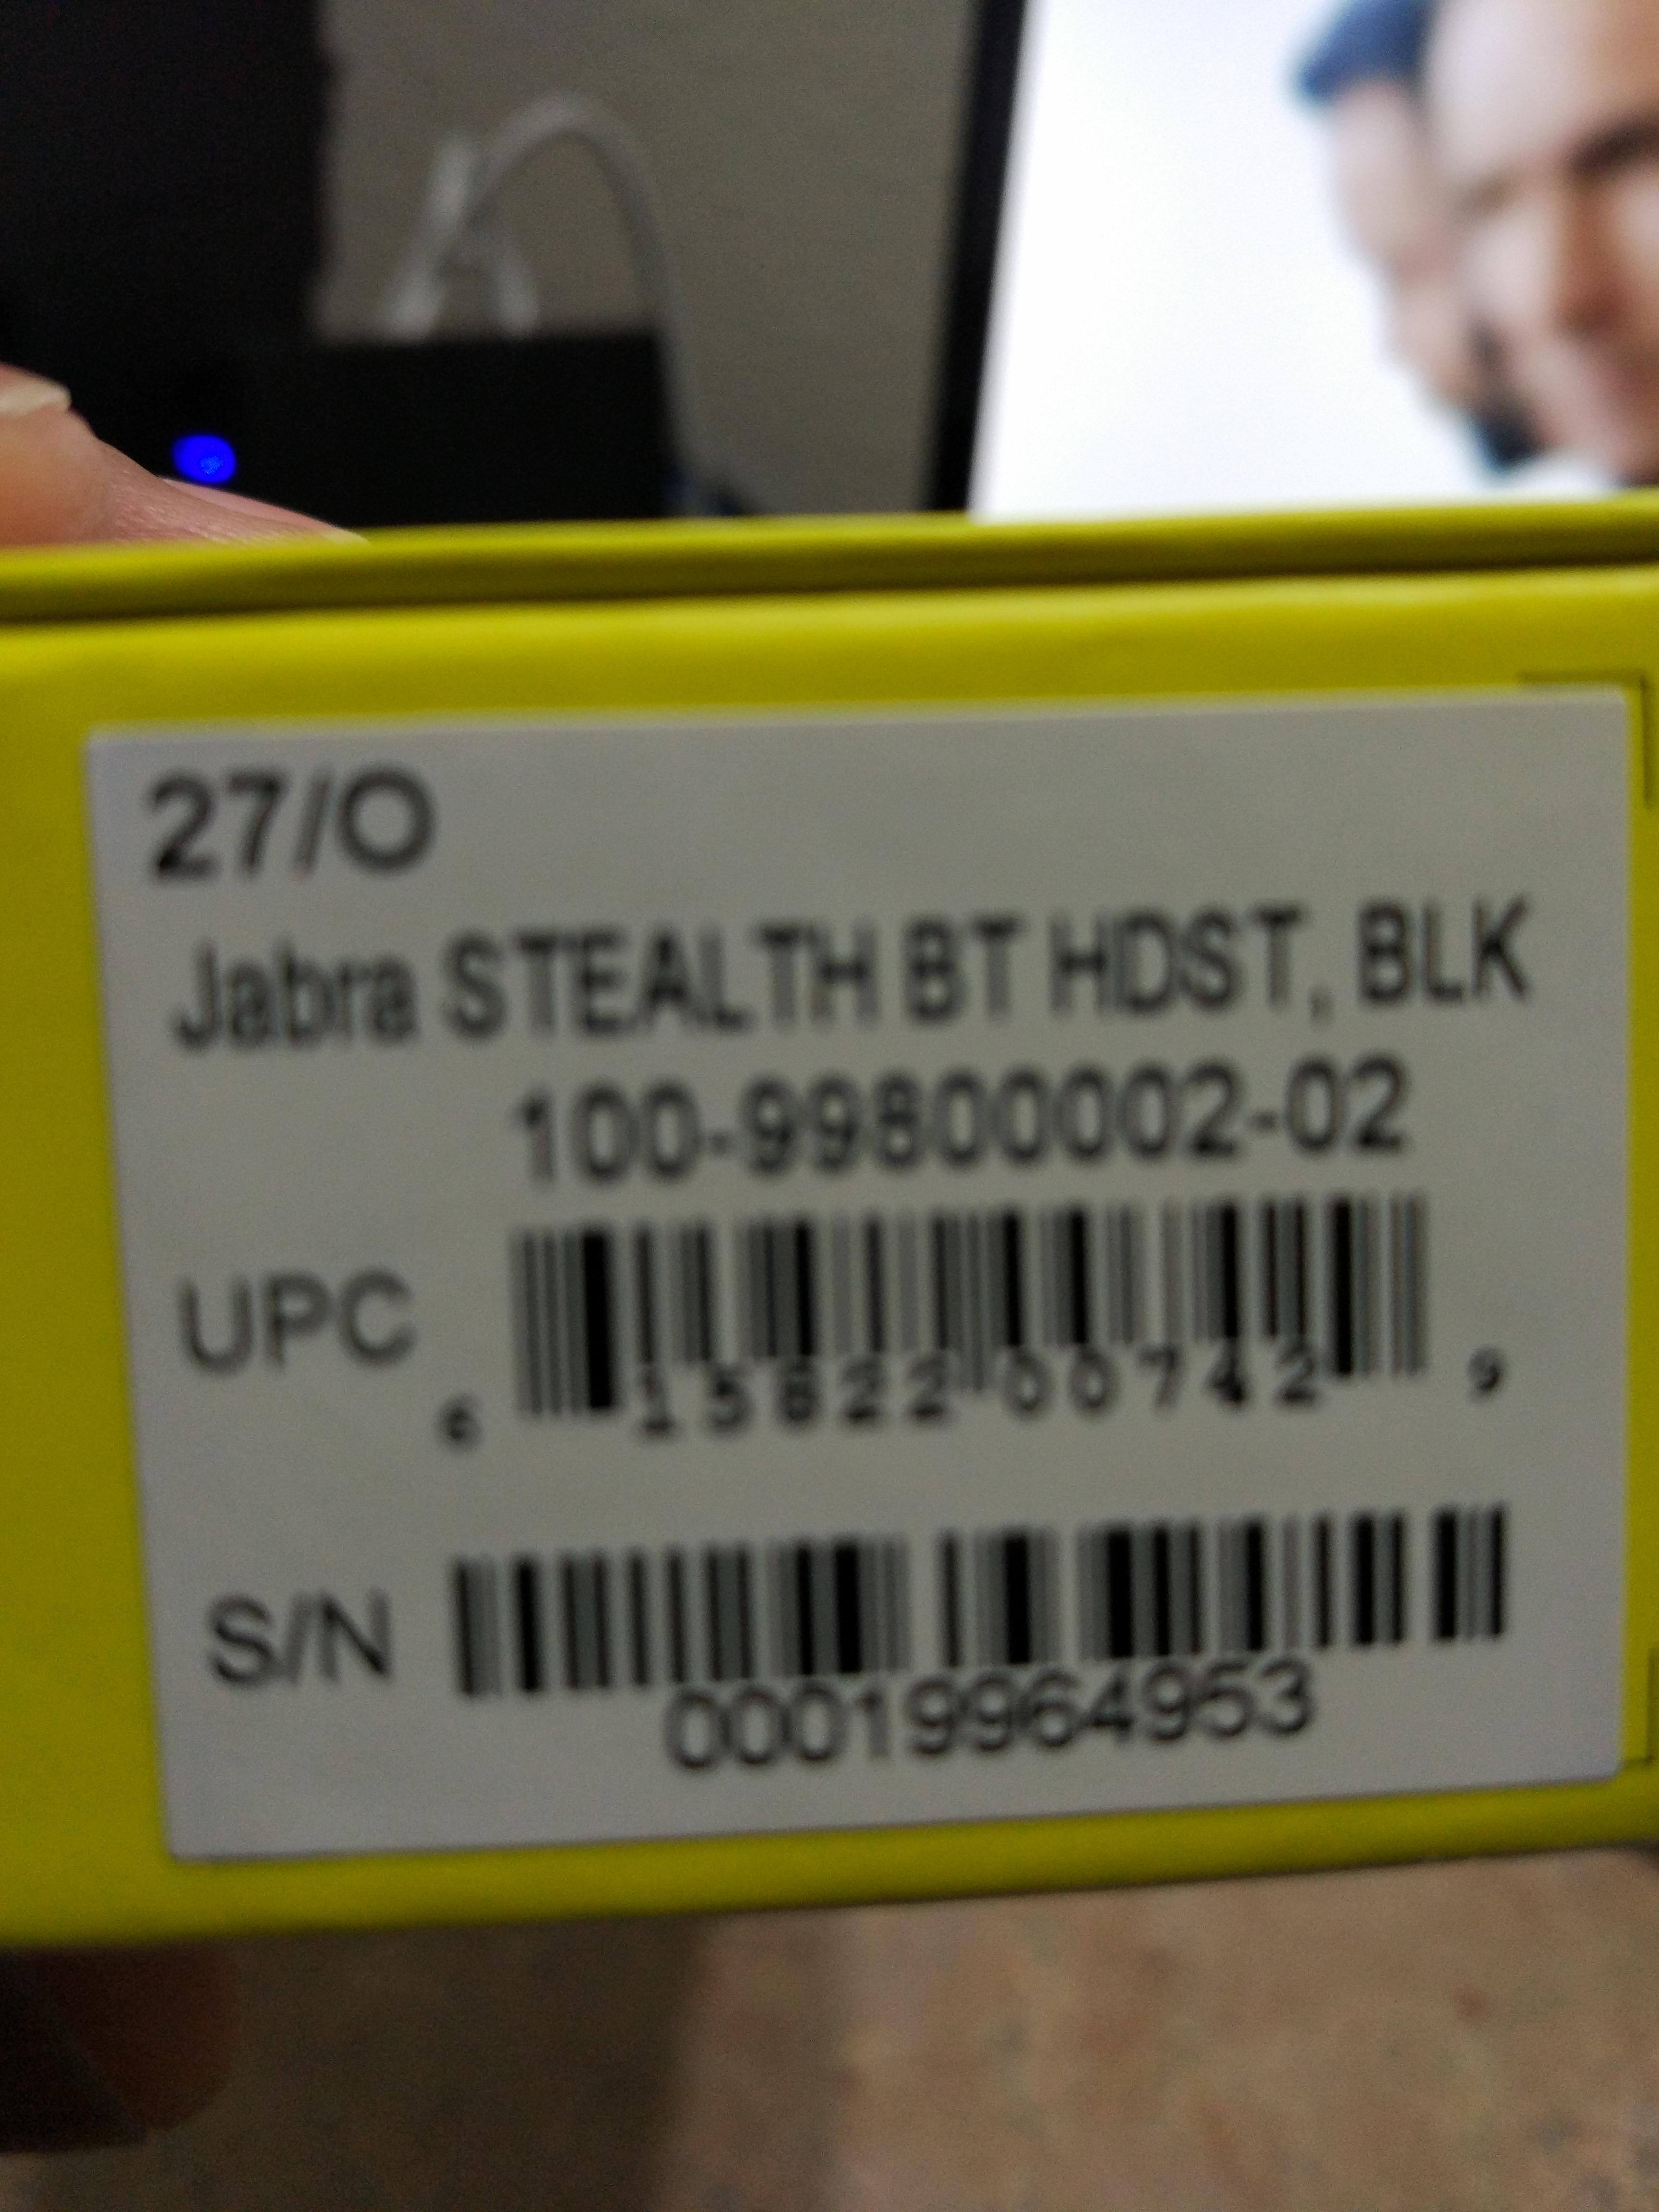 27/O
Jabra STEALTH BT HDST, BLK
100-99800002-02
UPC
6 15822 00742 9
S/N
00019964953